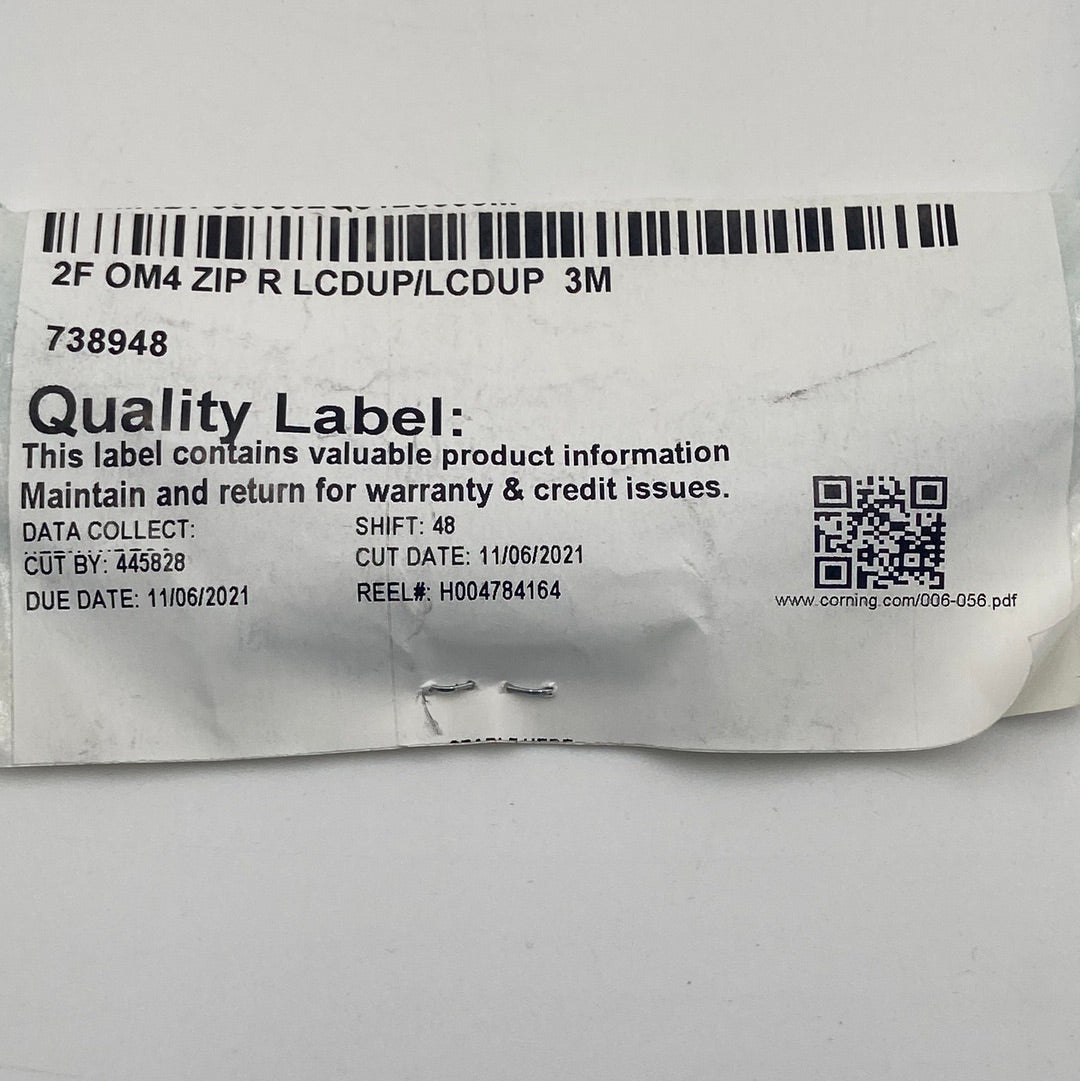 2F OM4 ZIP R LCDUP/LCDUP 3M
738948
Quality Label:
This label contains valuable product information
Maintain and return for warranty & credit issues.
DATA COLLECT:
SHIFT: 48
CUT BY: 445828
CUT DATE: 11/06/2021
DUE DATE: 11/06/2021
REEL#: H004784164
www.corning.com/006-056.pdf